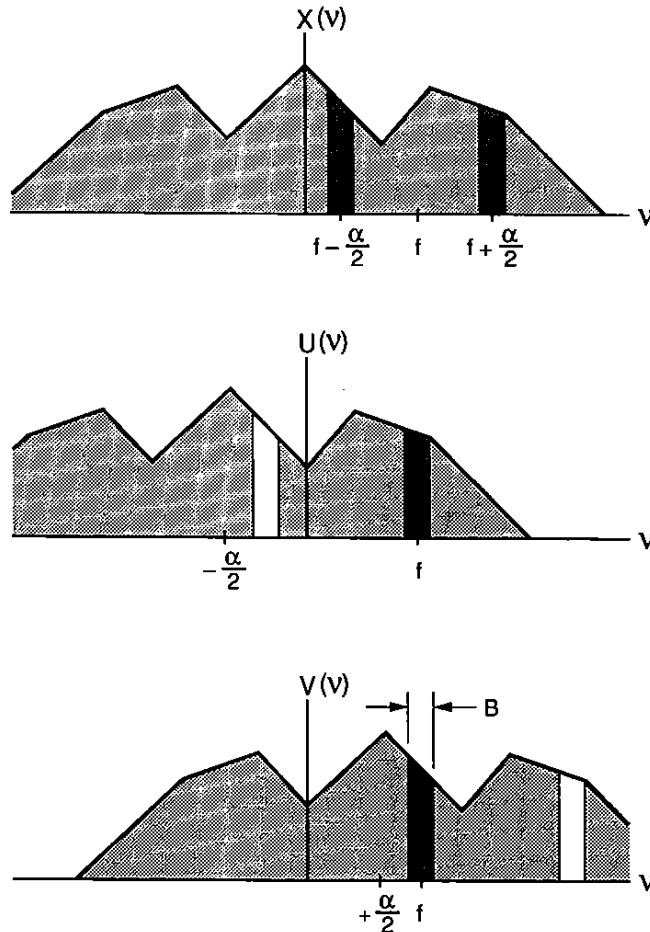 X(ν)
ν
f − α/2   f   f + α/2
U(ν)
ν
− α/2   f
V(ν)
B
ν
+ α/2   f